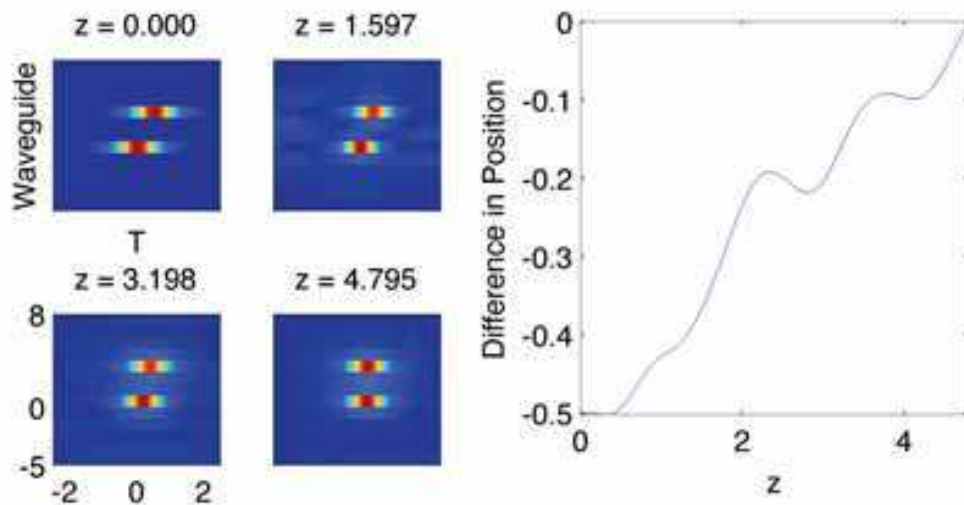 z = 0.000
z = 1.597
Waveguide
T
z = 3.198
z = 4.795
8
0
-5
-2 0 2
Difference in Position
0
-0.1
-0.2
-0.3
-0.4
-0.5
0 2 4
z